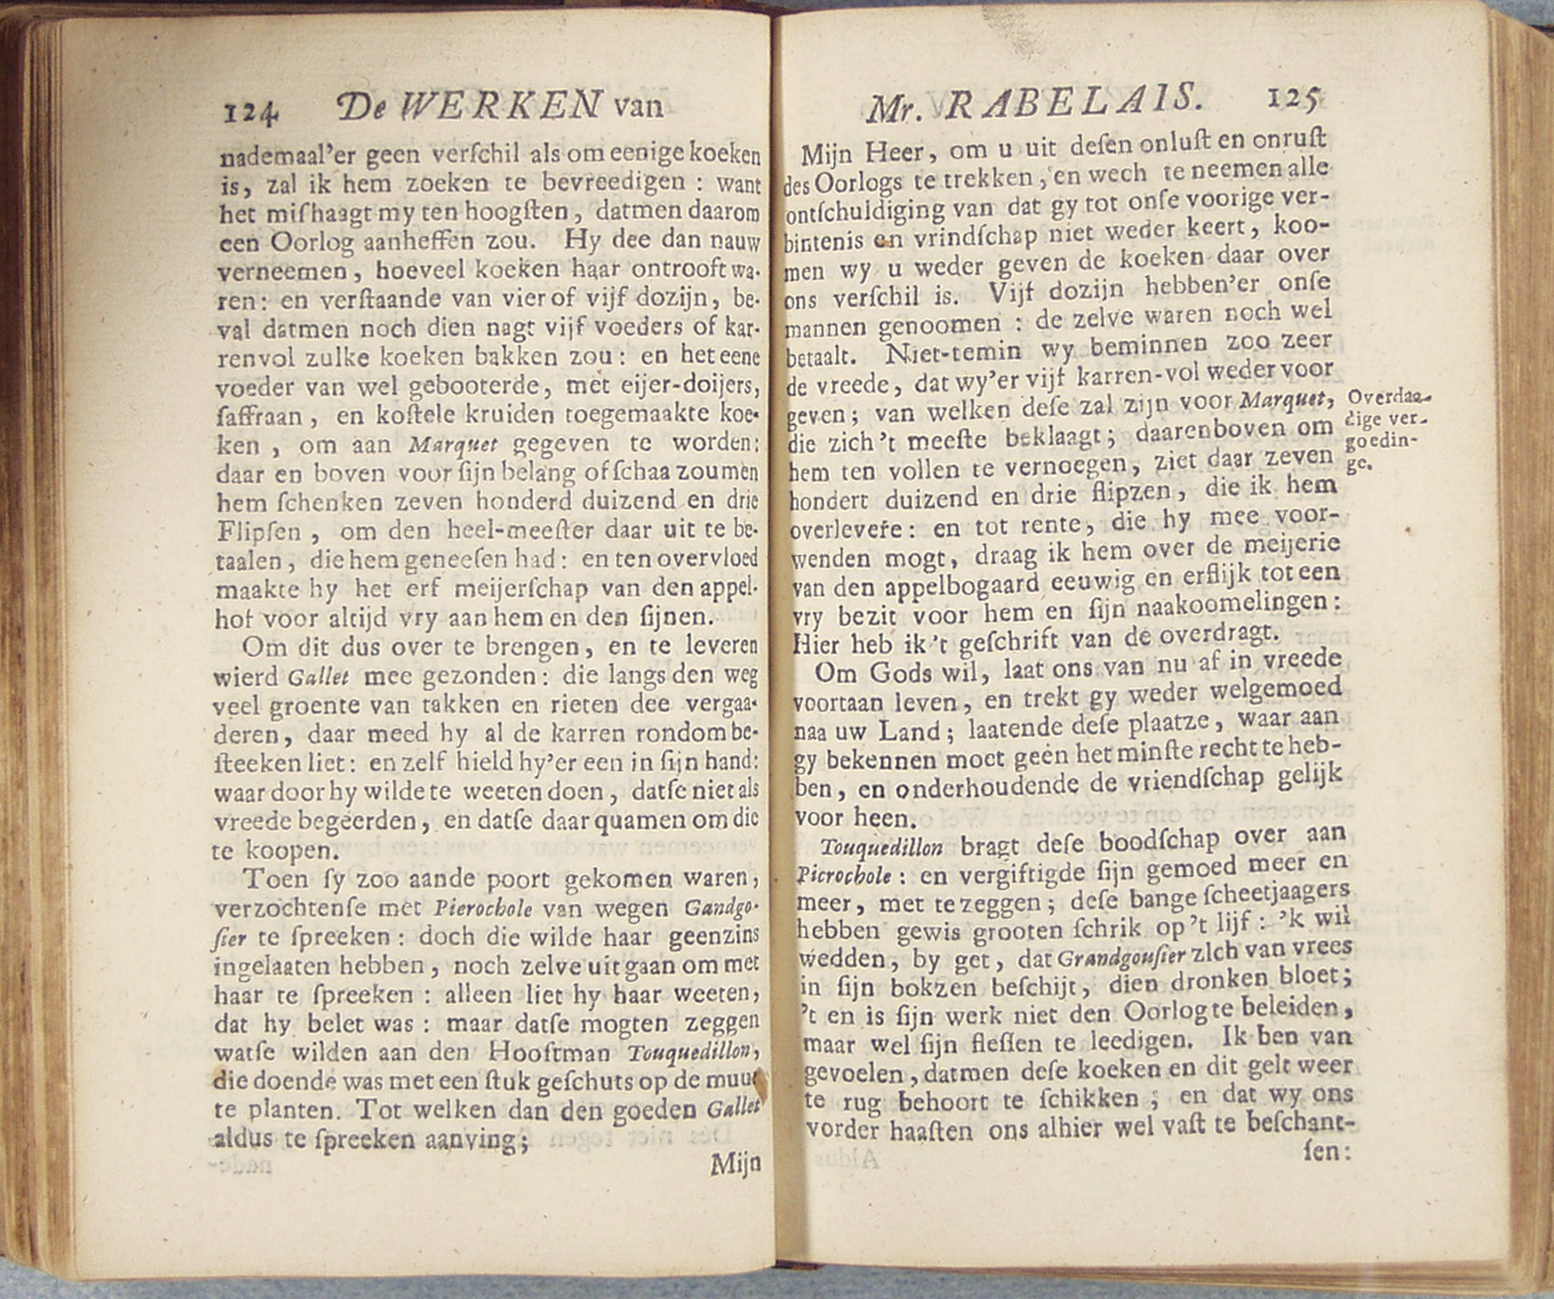 124 De WERKEN van
nademaal'er geen verſchil als om eenige koeken
is, zal ik hem zoeken te bevreedigen : want
het miſhaagt my ten hoogſten, datmen daarom
een Oorlog aanheffen zou. Hy dee dan nauw
verneemen, hoeveel koeken haar ontrooft wa-
ren: en verſtaande van vier of vijf dozijn, be-
val datmen noch dien nagt vijf voeders of kar-
ren vol zulke koeken bakken zou: en het eene
voeder van wel gebooterde, met eijer-doijers,
ſaffraan, en koſtele kruiden toegemaakte koe-
ken, om aan Marquet gegeven te worden:
daar en boven voor ſijn belang of ſchaa zou men
hem ſchenken zeven honderd duizend en drie
Flipſen, om den heel-meeſter daar uit te be-
taalen, die hem geneeſen had: en ten overvloed
maakte hy het erf meijerſchap van den appel-
hof voor altijd vry aan hem en den ſijnen.
Om dit dus over te brengen, en te leveren
wierd Gallet mee gezonden: die langs den weg
veel groente van takken en rieten dee vergaa-
deren, daar meed hy al de karren rondom be-
ſteeken liet: en zelf hield hy'er een in ſijn hand:
waar door hy wilde te weeten doen, datſe niet als
vreede begeerden, en datſe daar quamen om die
te koopen.
Toen ſy zoo aande poort gekomen waren,
verzochtenſe met Pierochole van wegen Gandgo-
ſier te ſpreeken: doch die wilde haar geenzins
ingelaaten hebben, noch zelve uitgaan om met
haar te ſpreeken : alleen liet hy haar weeten,
dat hy belet was : maar datſe mogten zeggen
watſe wilden aan den Hooftman Touquedillon,
die doende was met een ſtuk geſchuts op de muur
te planten. Tot welken dan den goeden Gallet
aldus te ſpreeken aanving;
Mijn
Mr. RABELAIS. 125
Mijn Heer, om u uit deſen onluſt en onruſt
des Oorlogs te trekken, en wech te neemen alle
ontſchuldiging van dat gy tot onſe voorige ver-
bintenis en vrindſchap niet weder keert, koo-
men wy u weder geven de koeken daar over
ons verſchil is. Vijf dozijn hebben'er onſe
mannen genoomen : de zelve waren noch wel
betaalt. Niet-temin wy beminnen zoo zeer
de vreede, dat wy'er vijf karren-vol weder voor
geven; van welken deſe zal zijn voor Marquet,
die zich 't meeſte beklaagt; daarenboven om
hem ten vollen te vernoegen, ziet daar zeven
hondert duizend en drie flipzen, die ik hem
overlevere: en tot rente, die hy mee voor-
wenden mogt, draag ik hem over de meijerie
van den appelbogaard eeuwig en erflijk tot een
vry bezit voor hem en ſijn naakoomelingen:
Hier heb ik 't geſchrift van de overdragt.
Om Gods wil, laat ons van nu af in vreede
voortaan leven, en trekt gy weder welgemoed
naa uw Land; laatende deſe plaatze, waar aan
gy bekennen moet geen het minſte recht te heb-
ben, en onderhoudende de vriendſchap gelijk
voor heen.
Touquedillon bragt deſe boodſchap over aan
Picrochole: en vergiftigde ſijn gemoed meer en
meer, met te zeggen; deſe bange ſcheetjaagers
hebben gewis grooten ſchrik op 't lijf: 'k wil
wedden, by get, dat Grandgouſier zich van vrees
in ſijn bokzen beſchijt, dien dronken bloet;
't en is ſijn werk niet den Oorlog te beleiden,
maar wel ſijn fleſſen te leedigen. Ik ben van
gevoelen, datmen deſe koeken en dit gelt weer
te rug behoort te ſchikken ; en dat wy ons
vorder haaſten ons alhier wel vaſt te beſchant-
ſen:
Overdaa-
dige ver-
goedin-
ge.